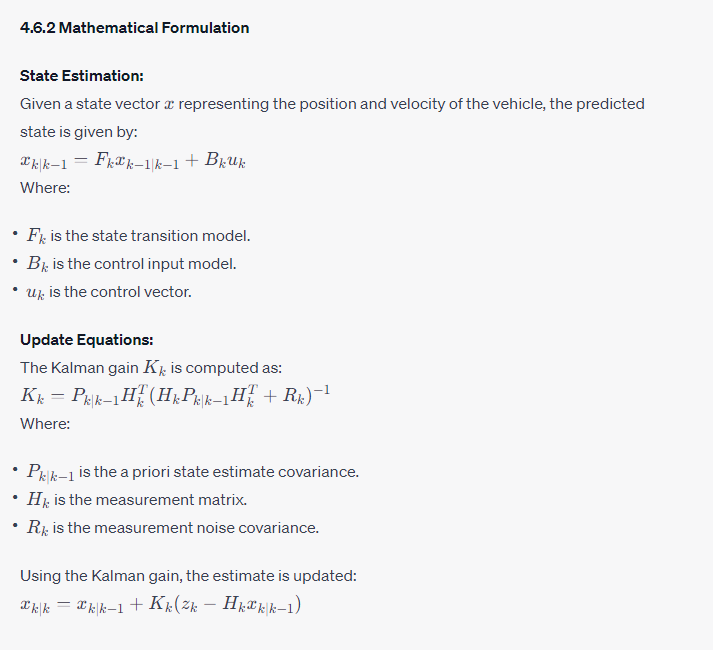 4.6.2 Mathematical Formulation
State Estimation:
Given a state vector x representing the position and velocity of the vehicle, the predicted
state is given by:
x_{k|k−1} = F_k x_{k−1|k−1} + B_k u_k
Where:
• F_k is the state transition model.
• B_k is the control input model.
• u_k is the control vector.
Update Equations:
The Kalman gain K_k is computed as:
K_k = P_{k|k−1} H_k^T (H_k P_{k|k−1} H_k^T + R_k)^{−1}
Where:
• P_{k|k−1} is the a priori state estimate covariance.
• H_k is the measurement matrix.
• R_k is the measurement noise covariance.
Using the Kalman gain, the estimate is updated:
x_{k|k} = x_{k|k−1} + K_k (z_k − H_k x_{k|k−1})